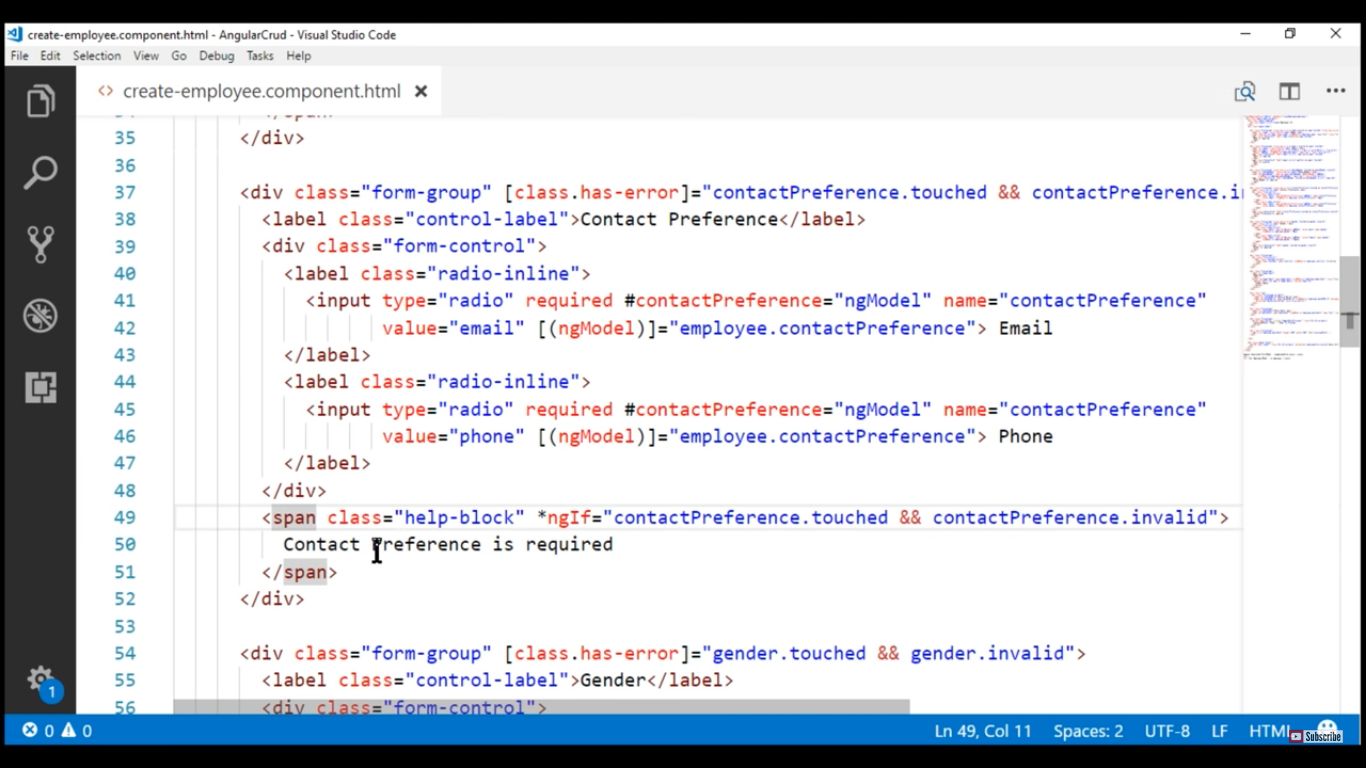 create-employee.component.html - AngularCrud - Visual Studio Code
File Edit Selection View Go Debug Tasks Help
<> create-employee.component.html
35 </div>
36
37 <div class="form-group" [class.has-error]="contactPreference.touched && contactPreference.in
38 <label class="control-label">Contact Preference</label>
39 <div class="form-control">
40 <label class="radio-inline">
41 <input type="radio" required #contactPreference="ngModel" name="contactPreference"
42 value="email" [(ngModel)]="employee.contactPreference"> Email
43 </label>
44 <label class="radio-inline">
45 <input type="radio" required #contactPreference="ngModel" name="contactPreference"
46 value="phone" [(ngModel)]="employee.contactPreference"> Phone
47 </label>
48 </div>
49 <span class="help-block" *ngIf="contactPreference.touched && contactPreference.invalid">
50 Contact Preference is required
51 </span>
52 </div>
53
54 <div class="form-group" [class.has-error]="gender.touched && gender.invalid">
55 <label class="control-label">Gender</label>
56 <div class="form-control">
1
0 0 Ln 49, Col 11 Spaces: 2 UTF-8 LF HTML
Subscribe